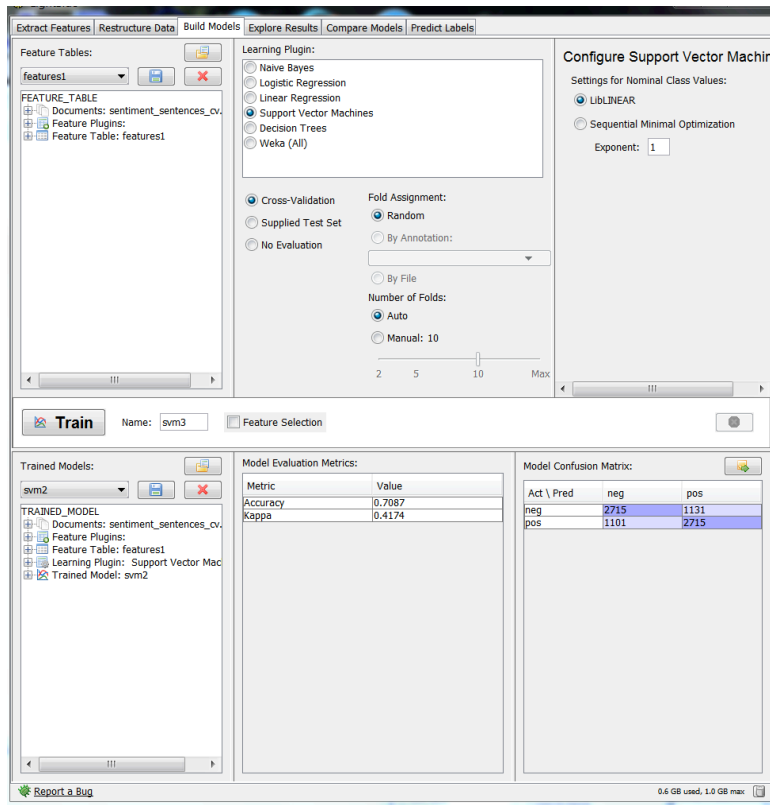 Extract Features Restructure Data Build Models Explore Results Compare Models Predict Labels
Feature Tables:
features1
FEATURE_TABLE
Documents: sentiment_sentences_cv.
Feature Plugins:
Feature Table: features1
Learning Plugin:
Naive Bayes
Logistic Regression
Linear Regression
Support Vector Machines
Decision Trees
Weka (All)
Cross-Validation
Supplied Test Set
No Evaluation
Fold Assignment:
Random
By Annotation:
By File
Number of Folds:
Auto
Manual: 10
2 5 10 Max
Configure Support Vector Machin
Settings for Nominal Class Values:
LibLINEAR
Sequential Minimal Optimization
Exponent: 1
Train Name: svm3 Feature Selection
Trained Models:
svm2
TRAINED_MODEL
Documents: sentiment_sentences_cv.
Feature Plugins:
Feature Table: features1
Learning Plugin: Support Vector Mac
Trained Model: svm2
Model Evaluation Metrics:
Metric Value
Accuracy 0.7087
Kappa 0.4174
Model Confusion Matrix:
Act \ Pred neg pos
neg 2715 1131
pos 1101 2715
Report a Bug
0.6 GB used, 1.0 GB max